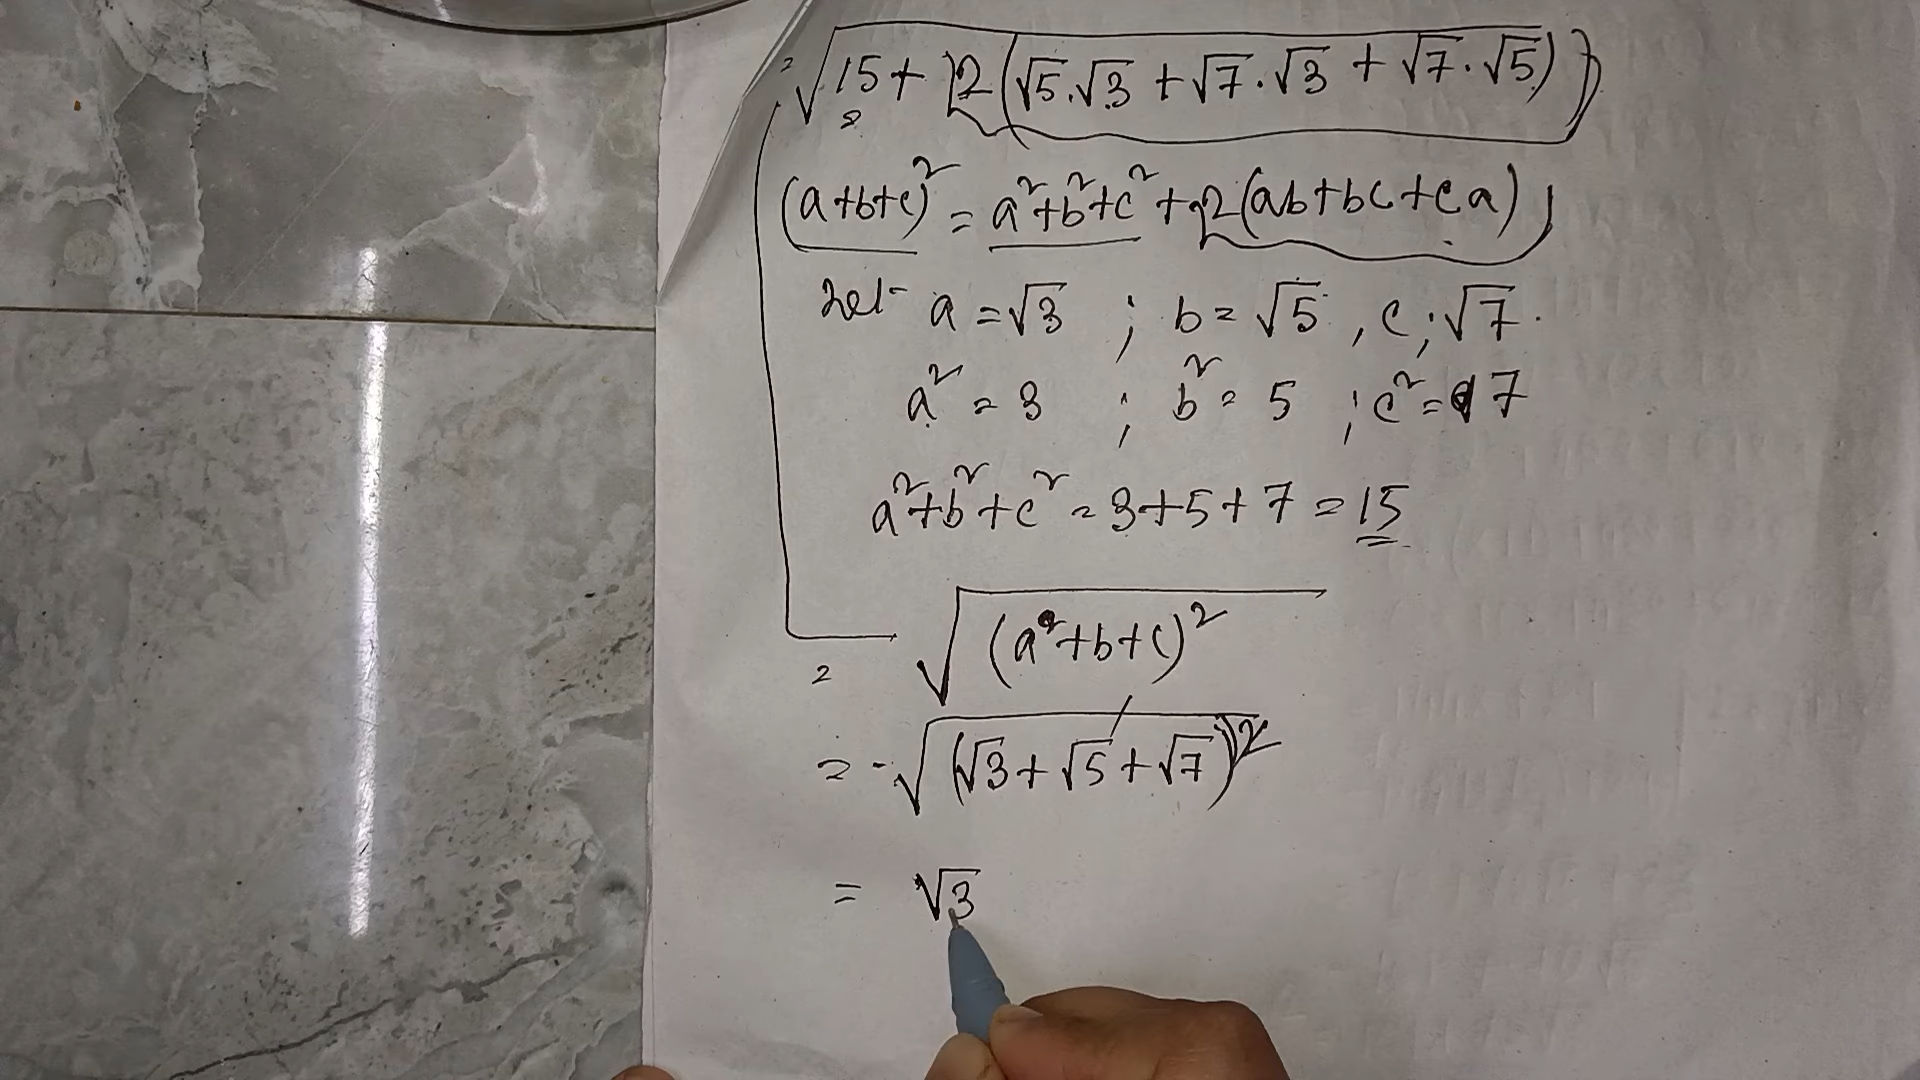 = √15 + 2(√5.√3 + √7.√3 + √7.√5)
(a+b+c)² = a²+b²+c² + 2(ab+bc+ca)
Let a = √3 ; b = √5 , c ; √7.
a² = 3 ; b² = 5 ; c² = 7
a²+b²+c² = 3+5+7 = 15
= √(a+b+c)²
= √(√3+√5+√7)²
= √3